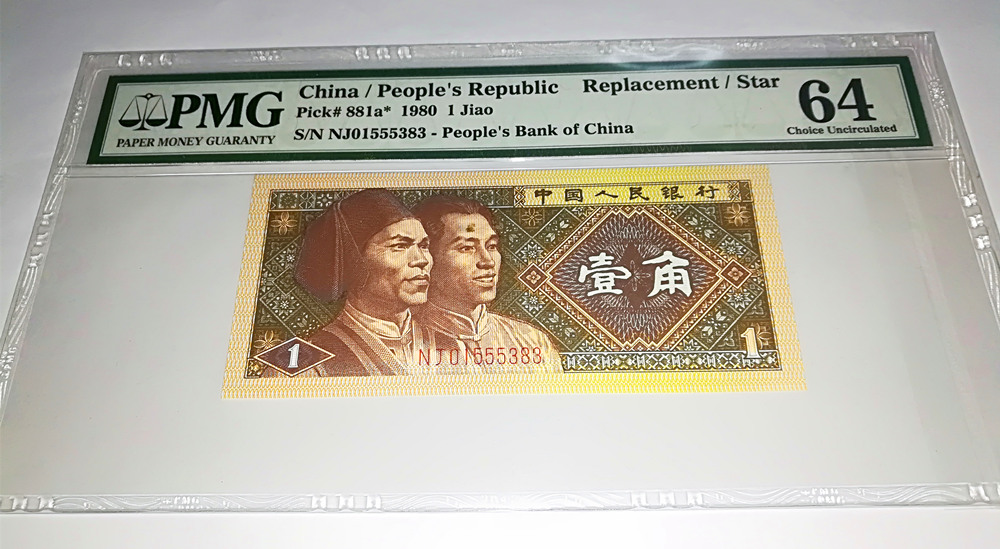 PMG
PAPER MONEY GUARANTY
China / People's Republic Replacement / Star
Pick# 881a* 1980 1 Jiao
S/N NJ01555383 - People's Bank of China
64
Choice Uncirculated
中国人民银行
壹角
NJ01555383
1
1